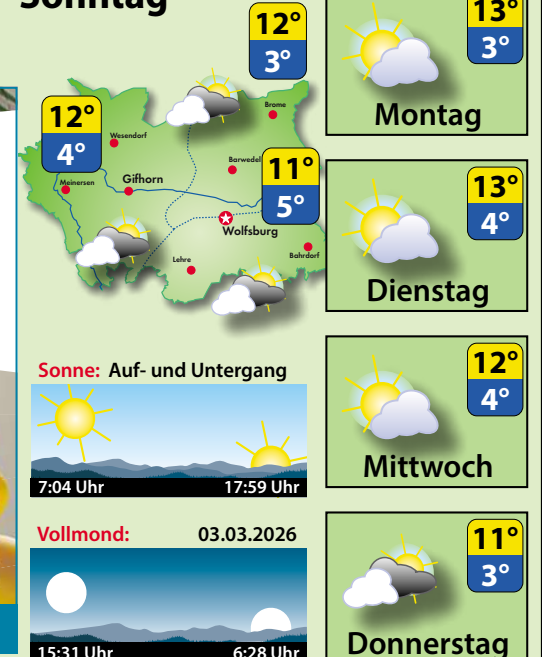 Sonntag
12°
3°
12°
4°
Brome
Wesendorf
Barwedel
Gifhorn
Meinersen
11°
5°
Wolfsburg
Bahrdorf
Lehre
Sonne: Auf- und Untergang
7:04 Uhr 17:59 Uhr
Vollmond: 03.03.2026
15:31 Uhr 6:28 Uhr
13°
3°
Montag
13°
4°
Dienstag
12°
4°
Mittwoch
11°
3°
Donnerstag